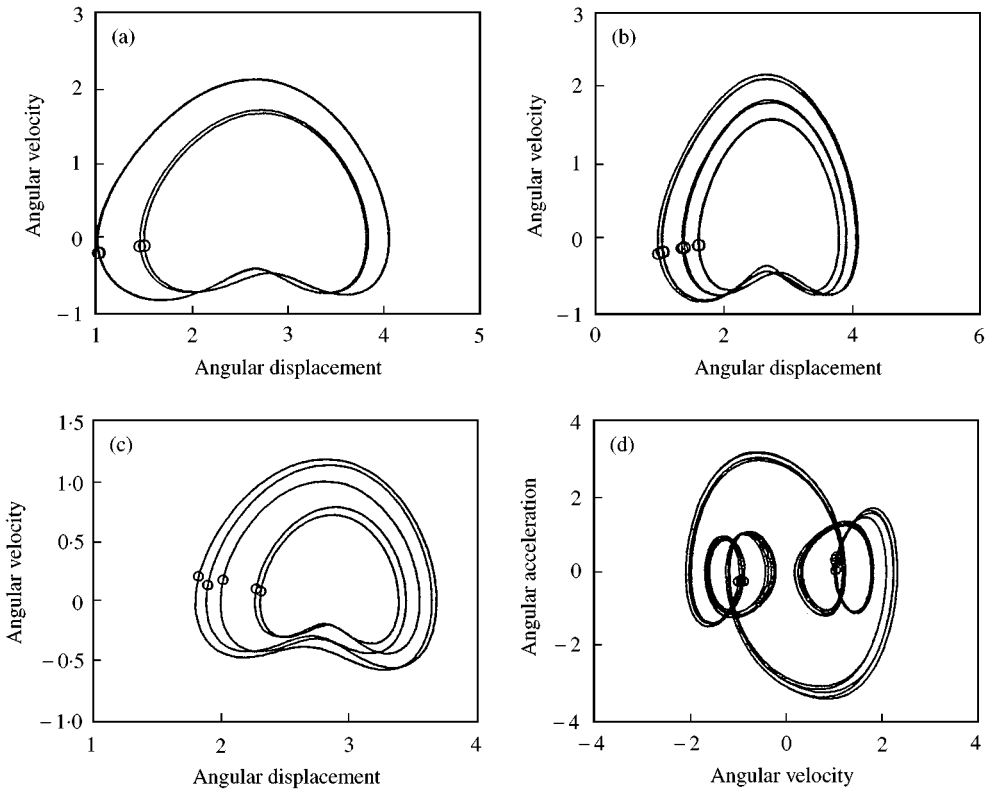 (a)
3
2
1
0
−1
Angular velocity
1 2 3 4 5
Angular displacement
(b)
3
2
1
0
−1
Angular velocity
0 2 4 6
Angular displacement
(c)
1·5
1·0
0·5
0
−0·5
−1·0
Angular velocity
1 2 3 4
Angular displacement
(d)
4
2
0
−2
−4
Angular acceleration
−4 −2 0 2 4
Angular velocity